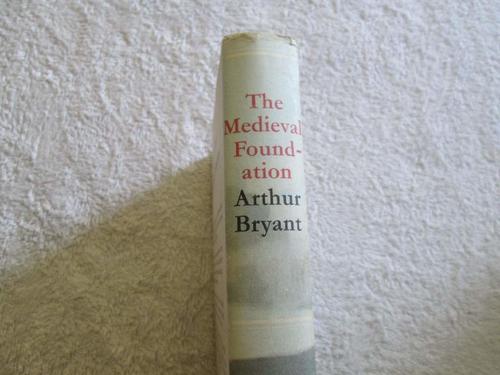 The
Medieval
Found-
ation
Arthur
Bryant